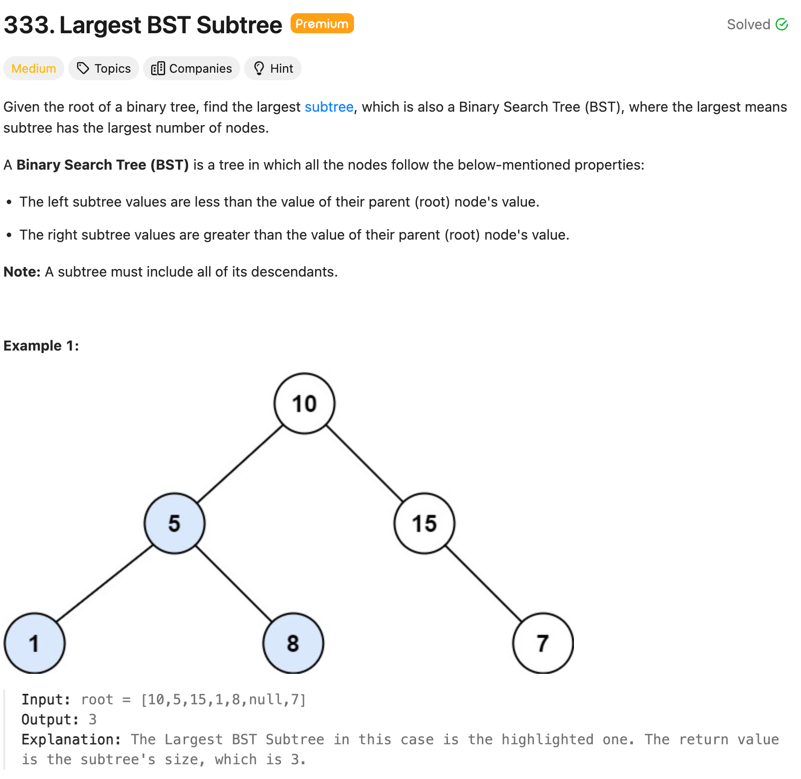 333. Largest BST Subtree Premium Solved
Medium Topics Companies Hint
Given the root of a binary tree, find the largest subtree, which is also a Binary Search Tree (BST), where the largest means
subtree has the largest number of nodes.
A Binary Search Tree (BST) is a tree in which all the nodes follow the below-mentioned properties:
• The left subtree values are less than the value of their parent (root) node's value.
• The right subtree values are greater than the value of their parent (root) node's value.
Note: A subtree must include all of its descendants.
Example 1:
10
5 15
1 8 7
Input: root = [10,5,15,1,8,null,7]
Output: 3
Explanation: The Largest BST Subtree in this case is the highlighted one. The return value
is the subtree's size, which is 3.